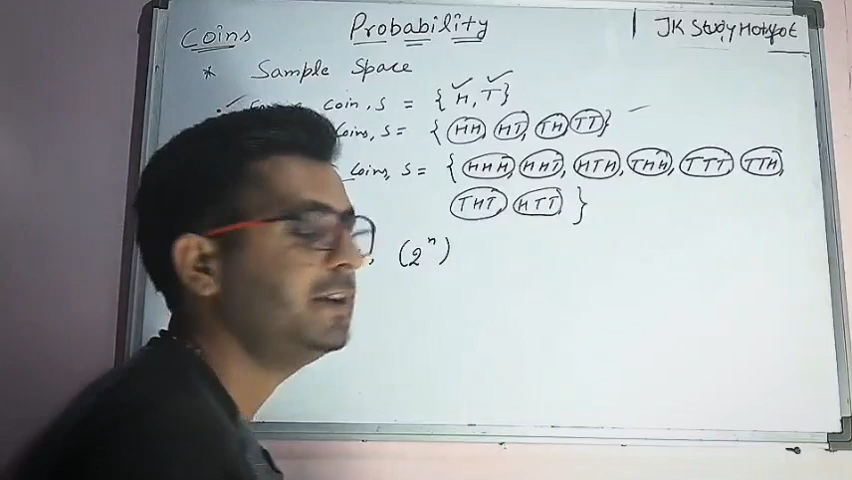 Coins Probability JK Study Hotspot
* Sample Space
Coin, S = {H, T}
Coins, S = {HH, HT, TH, TT}
Coins, S = {HHH, HHT, HTH, THH, TTT, TTH,
THT, HTT}
(2ⁿ)